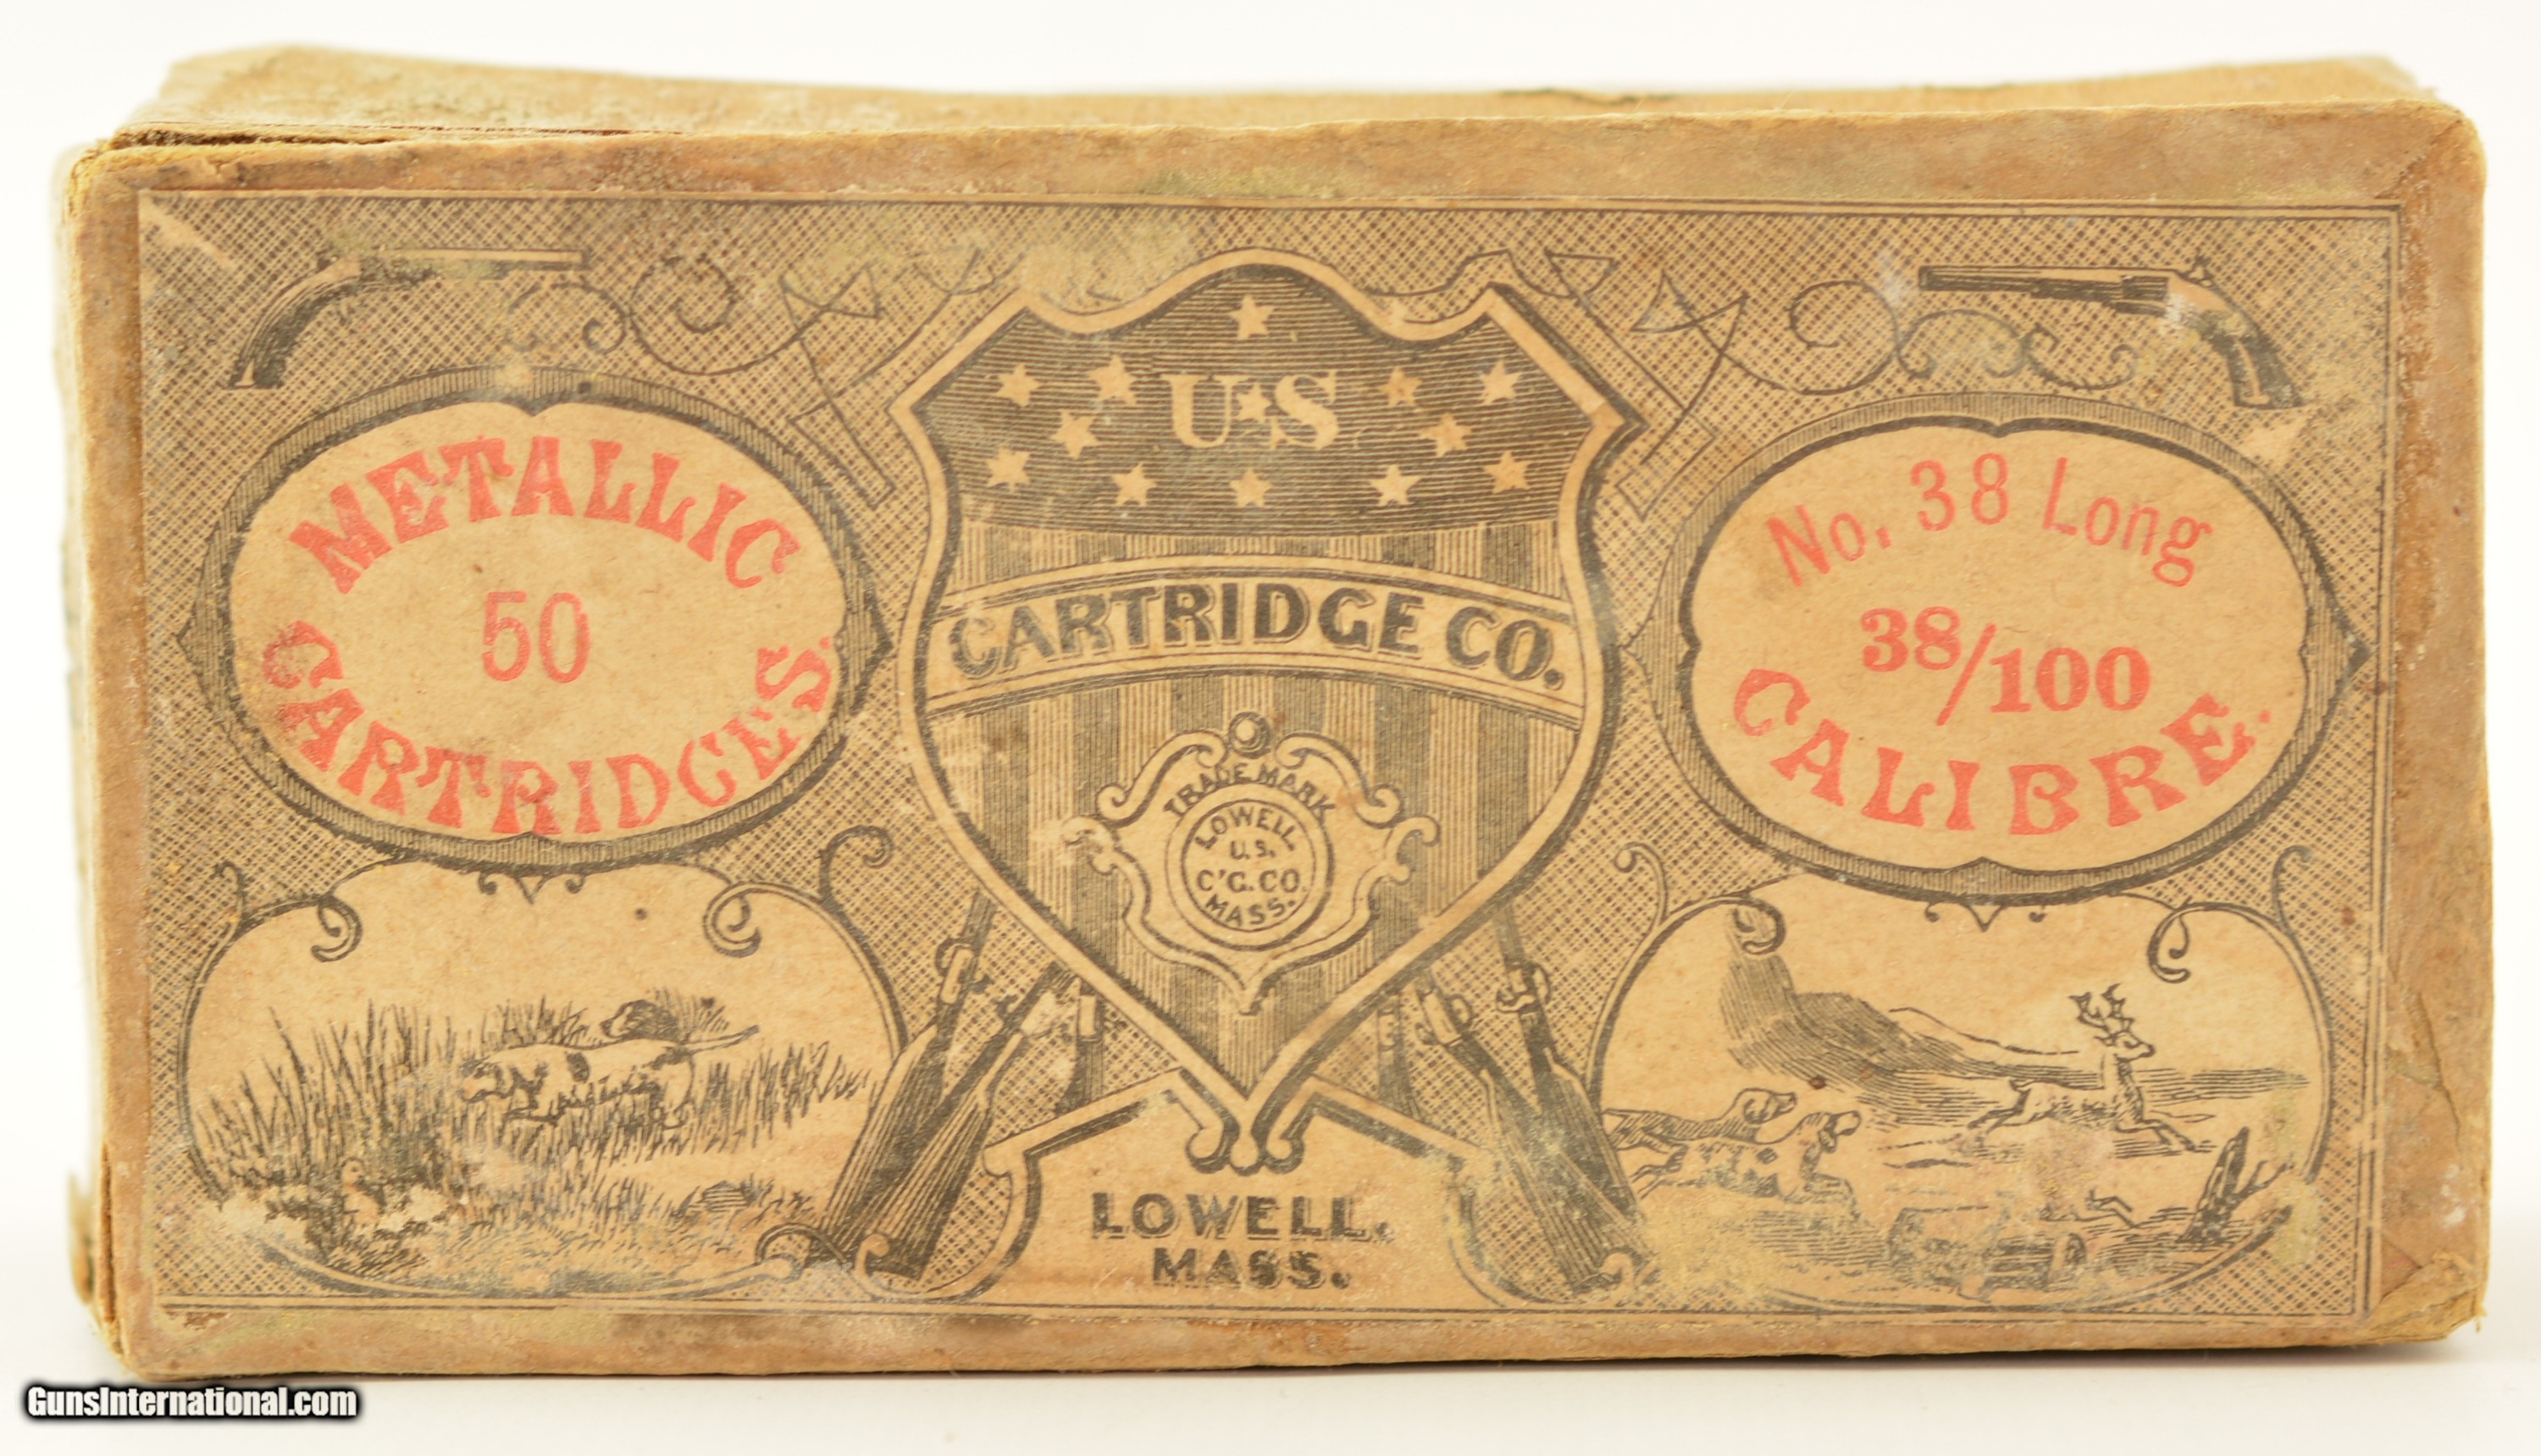 U.S
CARTRIDGE CO.
TRADE MARK
LOWELL
U.S.
C'G.CO.
MASS.
METALLIC
50
CARTRIDGES.
No. 38 Long
38/100
CALIBRE.
LOWELL.
MASS.
GunsInternational.com